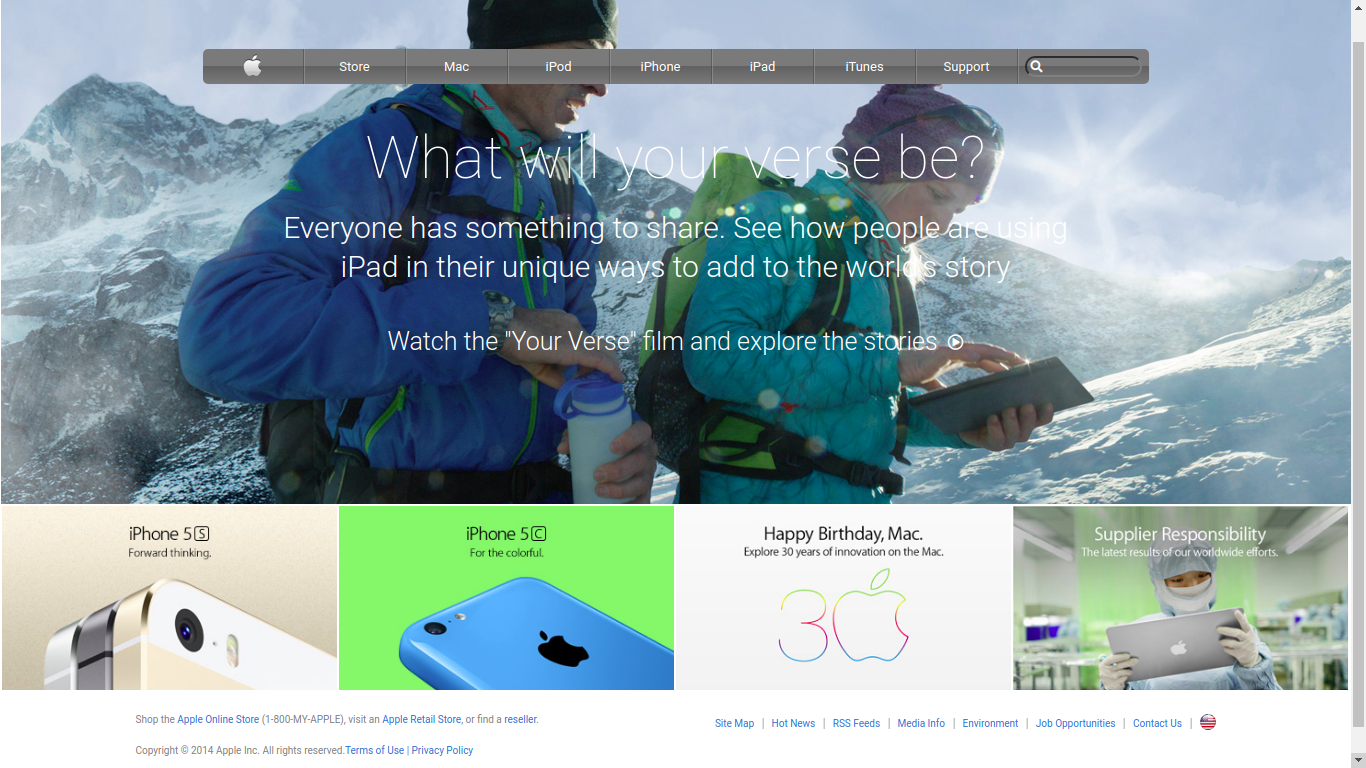 Store Mac iPod iPhone iPad iTunes Support
What will your verse be?
Everyone has something to share. See how people are using
iPad in their unique ways to add to the world's story
Watch the "Your Verse" film and explore the stories
iPhone 5S
Forward thinking.
iPhone 5C
For the colorful.
Happy Birthday, Mac.
Explore 30 years of innovation on the Mac.
30
Supplier Responsibility
The latest results of our worldwide efforts.
Shop the Apple Online Store (1-800-MY-APPLE), visit an Apple Retail Store, or find a reseller.
Site Map | Hot News | RSS Feeds | Media Info | Environment | Job Opportunities | Contact Us |
Copyright © 2014 Apple Inc. All rights reserved.Terms of Use | Privacy Policy